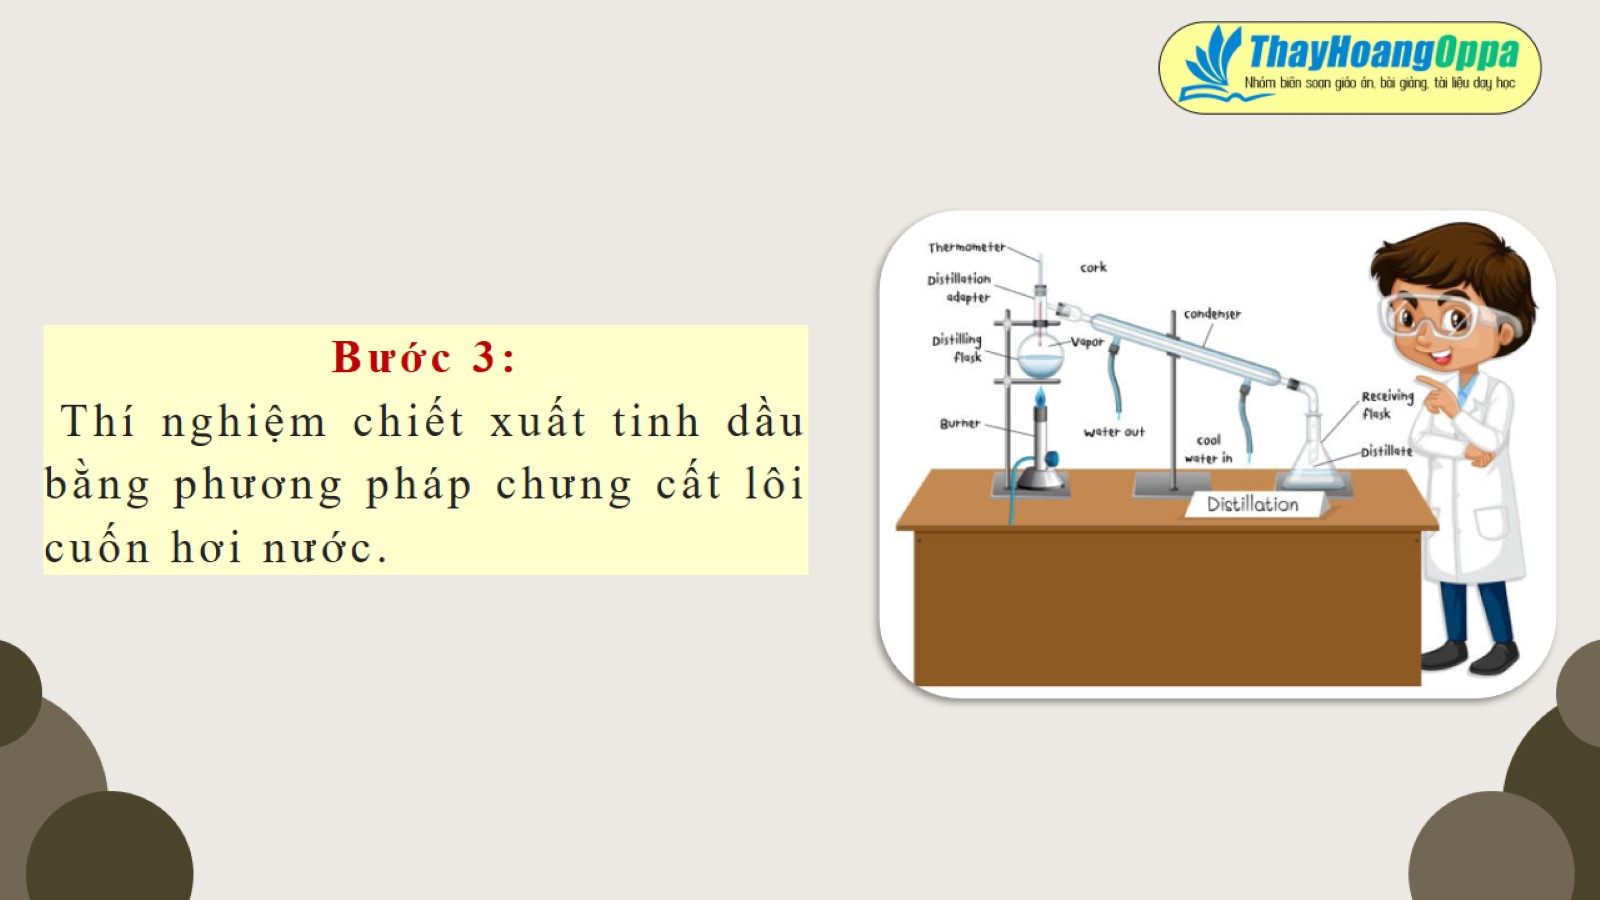 ThayHoangOppa
Nhóm biên soạn giáo án, bài giảng, tài liệu dạy học
Bước 3:
Thí nghiệm chiết xuất tinh dầu
bằng phương pháp chưng cất lôi
cuốn hơi nước.
Thermometer
cork
Distillation
adapter
condenser
Distilling
flask
Vapor
Receiving
flask
Burner
water out
cool
water in
Distillate
Distillation